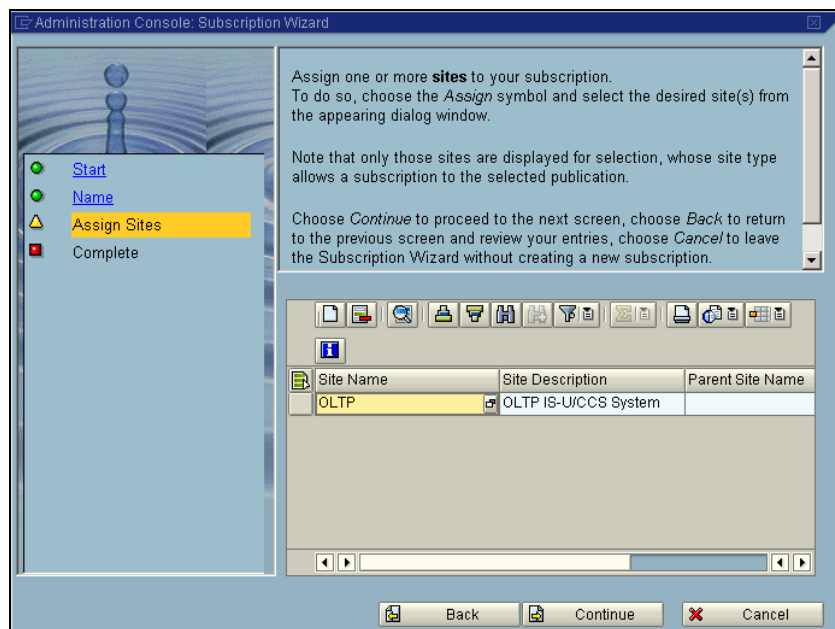 Administration Console: Subscription Wizard
Start
Name
Assign Sites
Complete
Assign one or more sites to your subscription.
To do so, choose the Assign symbol and select the desired site(s) from
the appearing dialog window.
Note that only those sites are displayed for selection, whose site type
allows a subscription to the selected publication.
Choose Continue to proceed to the next screen, choose Back to return
to the previous screen and review your entries, choose Cancel to leave
the Subscription Wizard without creating a new subscription.
Site Name Site Description Parent Site Name
OLTP OLTP IS-U/CCS System
Back Continue Cancel